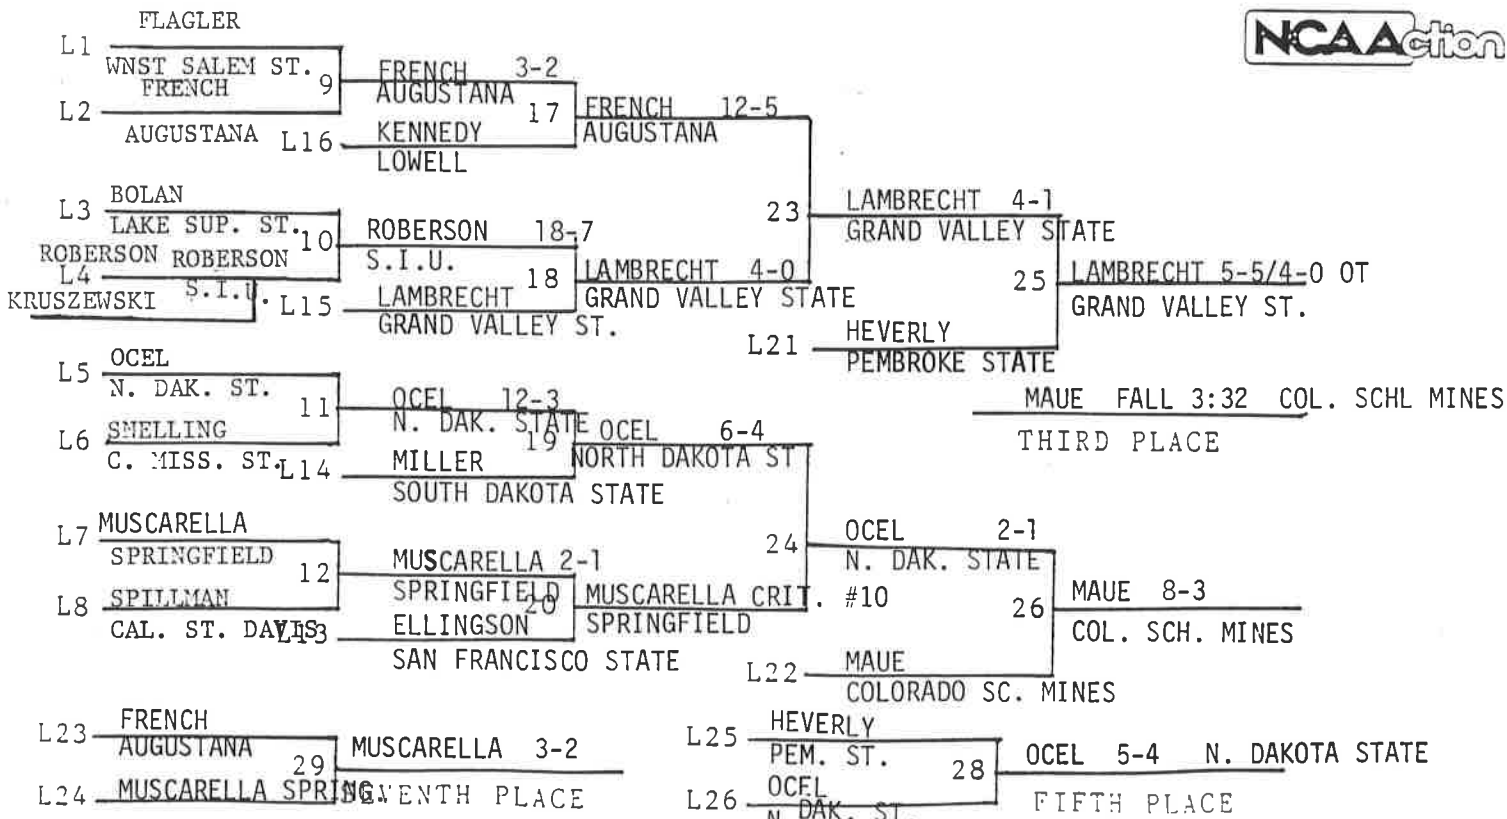 FLAGLER
NCAAction
L1
WNST SALEM ST.
FRENCH
9
FRENCH 3-2
AUGUSTANA
L2
17
FRENCH 12-5
AUGUSTANA
AUGUSTANA
L16
KENNEDY
LOWELL
L3
BOLAN
LAKE SUP. ST.
23
LAMBRECHT 4-1
GRAND VALLEY STATE
10
ROBERSON 18-7
S.I.U.
ROBERSON
L4
ROBERSON
S.I.U.
18
LAMBRECHT 4-0
GRAND VALLEY STATE
25
LAMBRECHT 5-5/4-0 OT
GRAND VALLEY ST.
KRUSZEWSKI
L15
LAMBRECHT
GRAND VALLEY ST.
L21
HEVERLY
PEMBROKE STATE
L5
OCEL
N. DAK. ST.
11
OCEL 12-3
N. DAK. STATE
MAUE FALL 3:32 COL. SCHL MINES
THIRD PLACE
L6
SNELLING
C. MISS. ST.
19
OCEL 6-4
NORTH DAKOTA ST
L14
MILLER
SOUTH DAKOTA STATE
L7
MUSCARELLA
SPRINGFIELD
24
OCEL 2-1
N. DAK. STATE
12
MUSCARELLA 2-1
SPRINGFIELD
L8
SPILLMAN
CAL. ST. DAVIS
20
MUSCARELLA CRIT. #10
SPRINGFIELD
26
MAUE 8-3
COL. SCH. MINES
L13
ELLINGSON
SAN FRANCISCO STATE
L22
MAUE
COLORADO SC. MINES
L23
FRENCH
AUGUSTANA
29
MUSCARELLA 3-2
SEVENTH PLACE
L24
MUSCARELLA SPRING.
L25
HEVERLY
PEM. ST.
28
OCEL 5-4 N. DAKOTA STATE
FIFTH PLACE
L26
OCEL
N. DAK. ST.